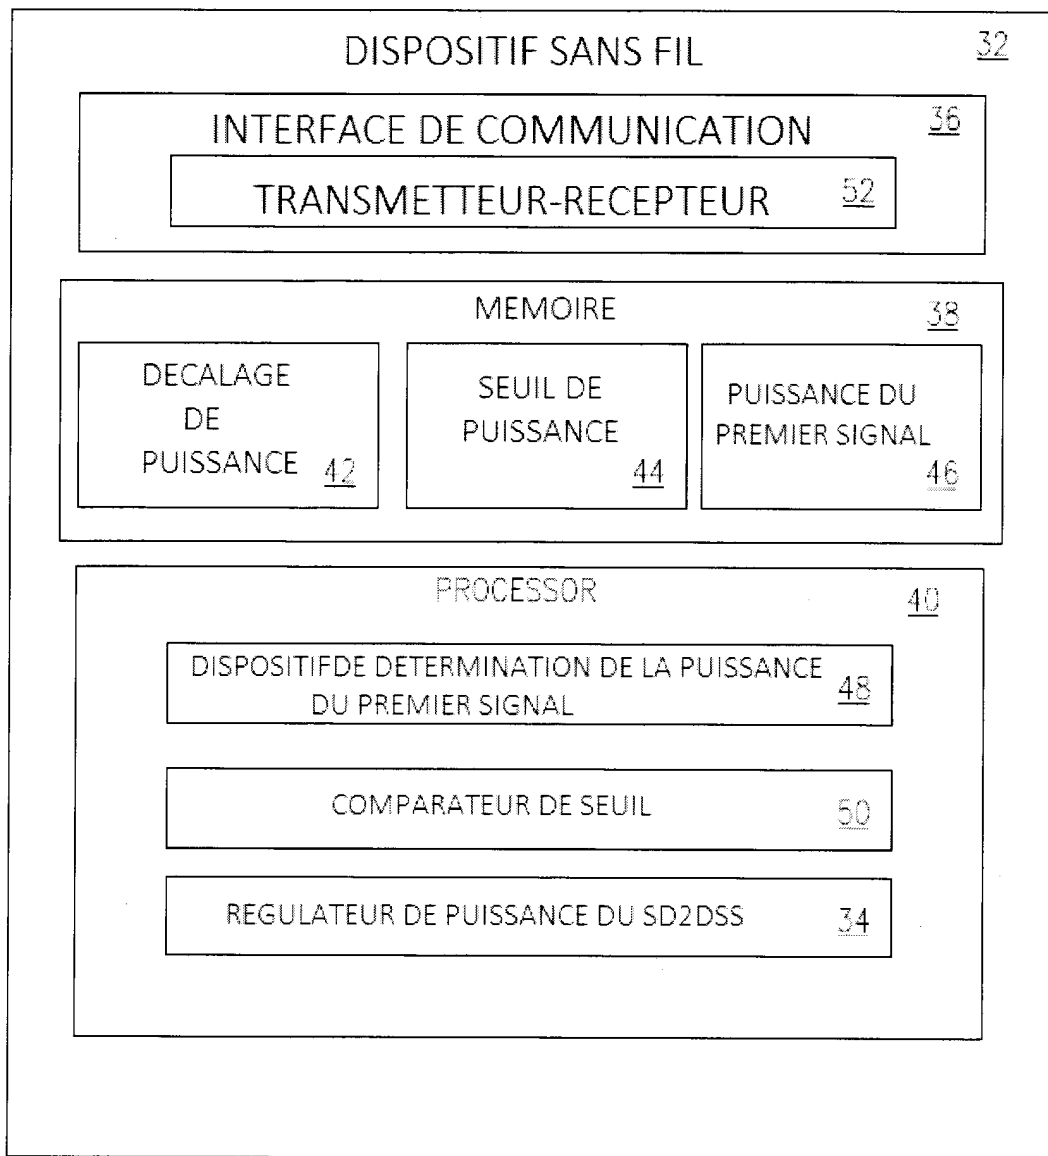 DISPOSITIF SANS FIL 32
INTERFACE DE COMMUNICATION 36
TRANSMETTEUR-RECEPTEUR 52
MEMOIRE 38
DECALAGE
DE
PUISSANCE 42
SEUIL DE
PUISSANCE
44
PUISSANCE DU
PREMIER SIGNAL
46
PROCESSOR 40
DISPOSITIFDE DETERMINATION DE LA PUISSANCE
DU PREMIER SIGNAL 48
COMPARATEUR DE SEUIL 50
REGULATEUR DE PUISSANCE DU SD2DSS 34